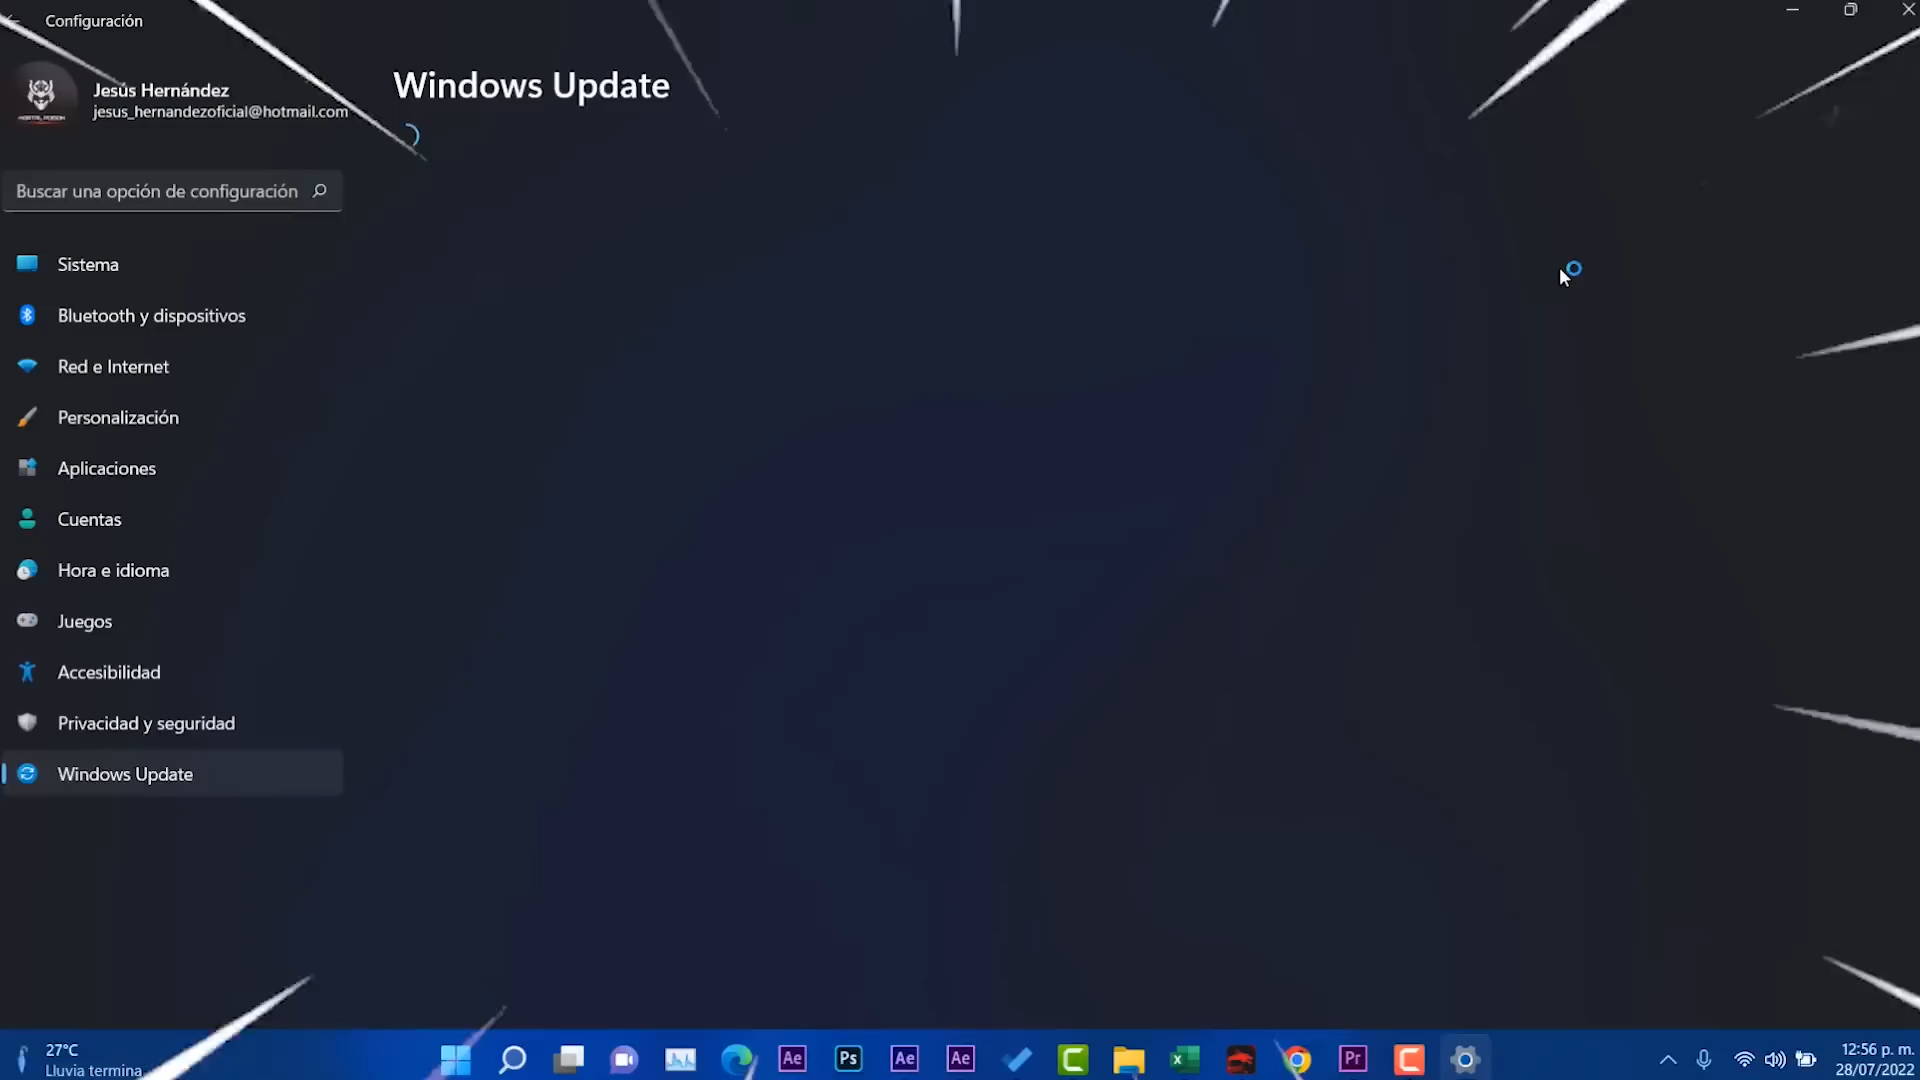 Configuración
Jesús Hernández
jesus_hernandezoficial@hotmail.com
Windows Update
Buscar una opción de configuración
Sistema
Bluetooth y dispositivos
Red e Internet
Personalización
Aplicaciones
Cuentas
Hora e idioma
Juegos
Accesibilidad
Privacidad y seguridad
Windows Update
27°C
Lluvia termina
Ae
Ps
Ae
Ae
Pr
12:56 p. m.
28/07/2022